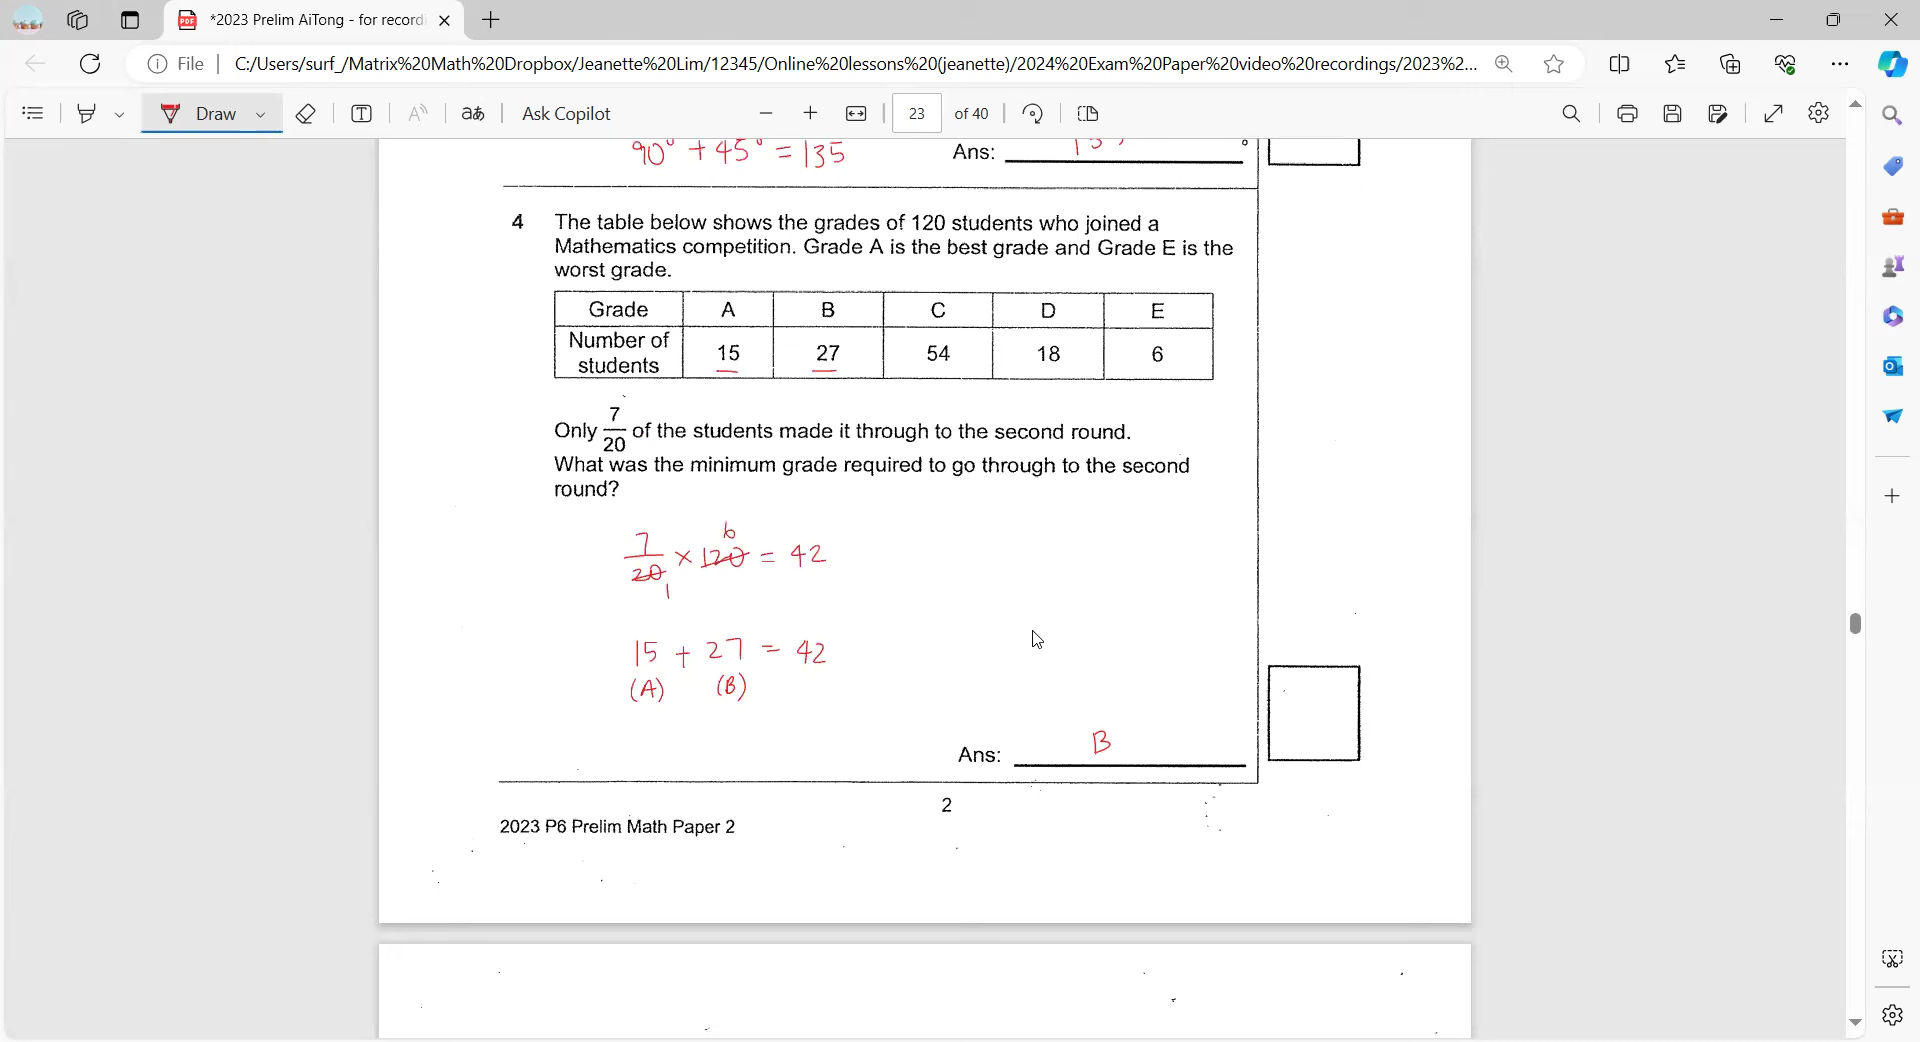 *2023 Prelim AiTong - for recordi
File
C:/Users/surf_/Matrix%20Math%20Dropbox/Jeanette%20Lim/12345/Online%20lessons%20(jeanette)/2024%20Exam%20Paper%20video%20recordings/2023%2...
Draw
Ask Copilot
23 of 40
90° + 45° = 135
Ans:
4 The table below shows the grades of 120 students who joined a
Mathematics competition. Grade A is the best grade and Grade E is the
worst grade.
Grade A B C D E
Number of students 15 27 54 18 6
Only 7/20 of the students made it through to the second round.
What was the minimum grade required to go through to the second
round?
7/20 × 120 = 42
6
1
15 + 27 = 42
(A) (B)
Ans: B
2
2023 P6 Prelim Math Paper 2